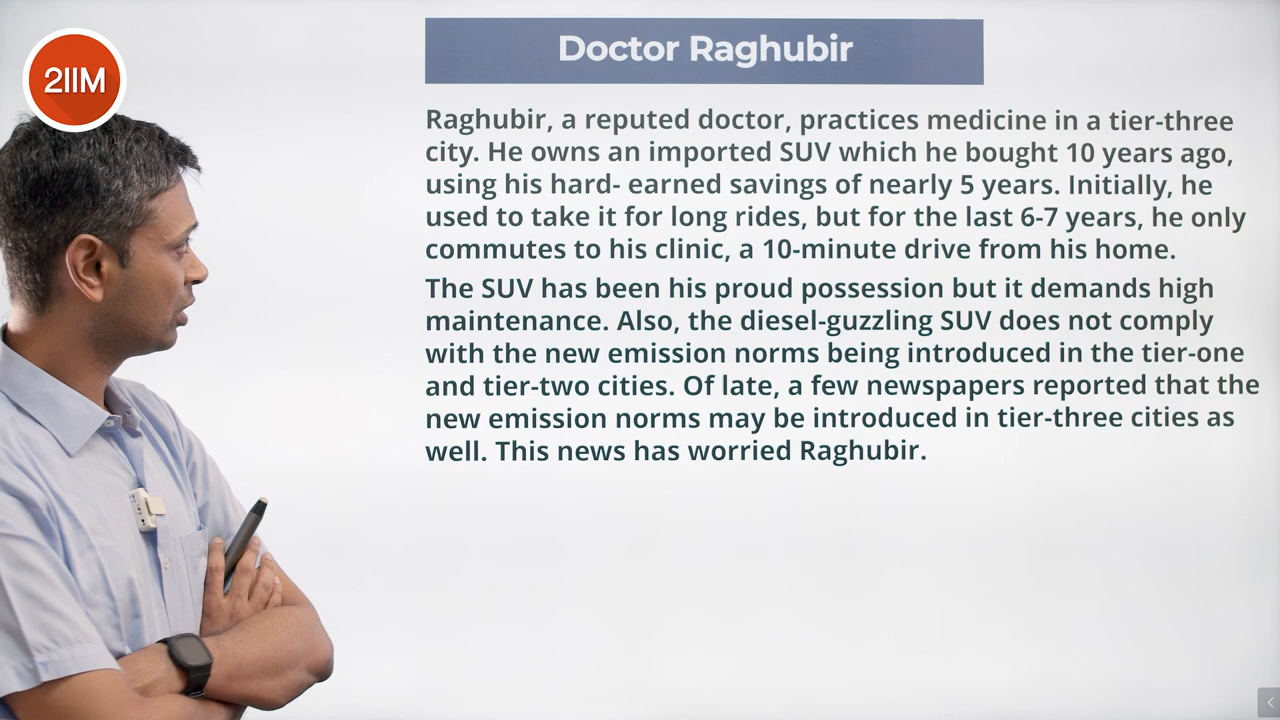 2IIM
Doctor Raghubir
Raghubir, a reputed doctor, practices medicine in a tier-three
city. He owns an imported SUV which he bought 10 years ago,
using his hard- earned savings of nearly 5 years. Initially, he
used to take it for long rides, but for the last 6-7 years, he only
commutes to his clinic, a 10-minute drive from his home.
The SUV has been his proud possession but it demands high
maintenance. Also, the diesel-guzzling SUV does not comply
with the new emission norms being introduced in the tier-one
and tier-two cities. Of late, a few newspapers reported that the
new emission norms may be introduced in tier-three cities as
well. This news has worried Raghubir.